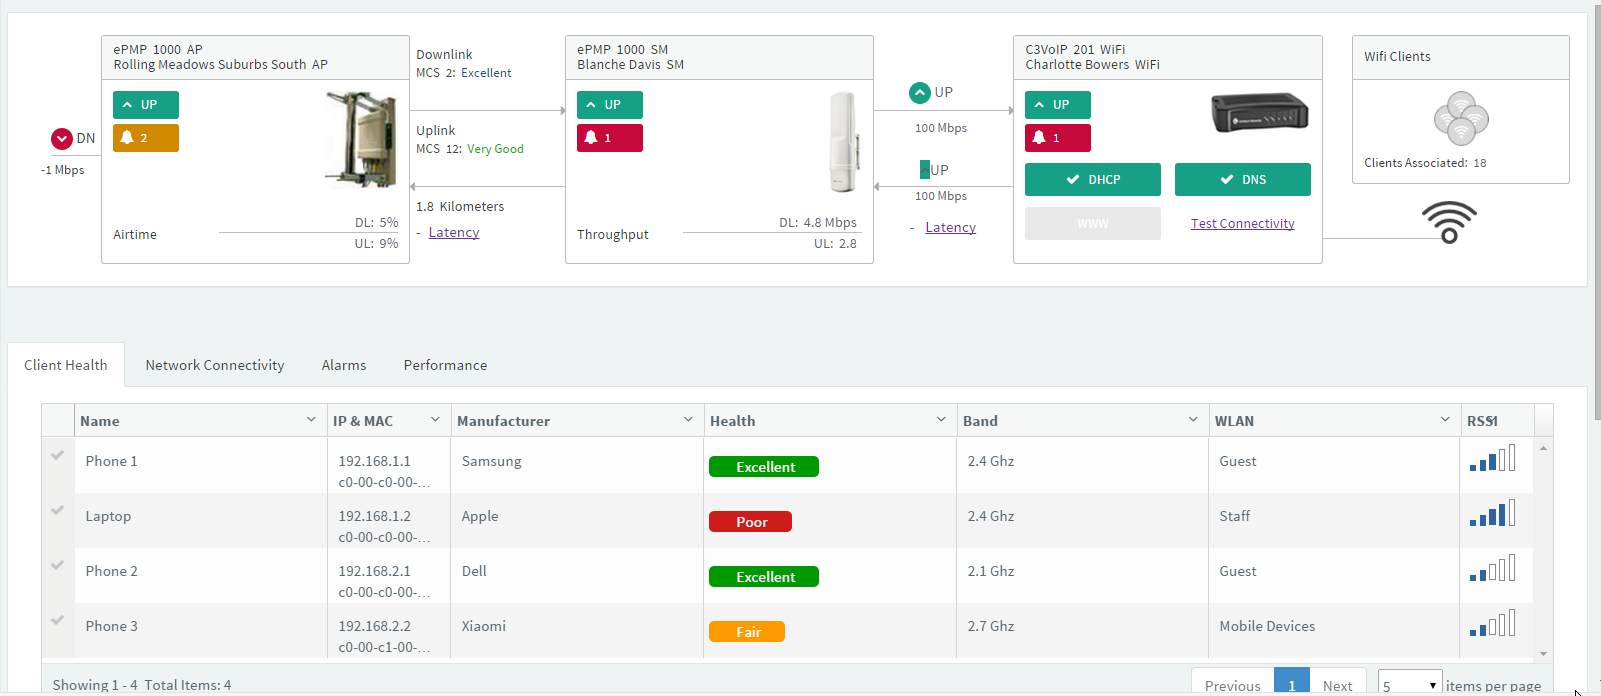 DN
-1 Mbps
ePMP 1000 AP
Rolling Meadows Suburbs South AP
UP
2
Airtime
DL: 5%
UL: 9%
Downlink
MCS 2: Excellent
Uplink
MCS 12: Very Good
1.8 Kilometers
- Latency
ePMP 1000 SM
Blanche Davis SM
UP
1
Throughput
DL: 4.8 Mbps
UL: 2.8
UP
100 Mbps
UP
100 Mbps
- Latency
C3VoIP 201 WiFi
Charlotte Bowers WiFi
UP
1
DHCP
DNS
WWW
Test Connectivity
Wifi Clients
Clients Associated: 18
Client Health
Network Connectivity
Alarms
Performance
Name
IP & MAC
Manufacturer
Health
Band
WLAN
RSSI
Phone 1
192.168.1.1
c0-00-c0-00-...
Samsung
Excellent
2.4 Ghz
Guest
Laptop
192.168.1.2
c0-00-c0-00-...
Apple
Poor
2.4 Ghz
Staff
Phone 2
192.168.2.1
c0-00-c0-00-...
Dell
Excellent
2.1 Ghz
Guest
Phone 3
192.168.2.2
c0-00-c1-00-...
Xiaomi
Fair
2.7 Ghz
Mobile Devices
Showing 1 - 4 Total Items: 4
Previous
1
Next
5
items per page